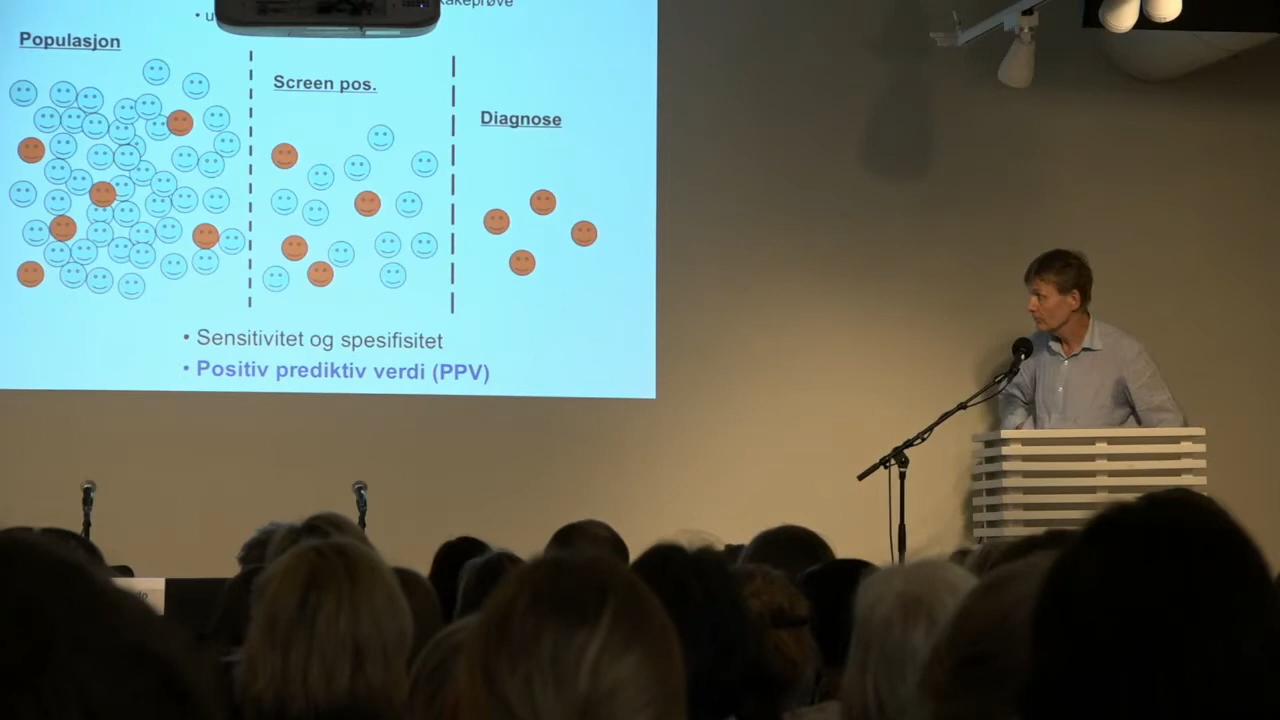 Populasjon
Screen pos.
Diagnose
• Sensitivitet og spesifisitet
• Positiv prediktiv verdi (PPV)